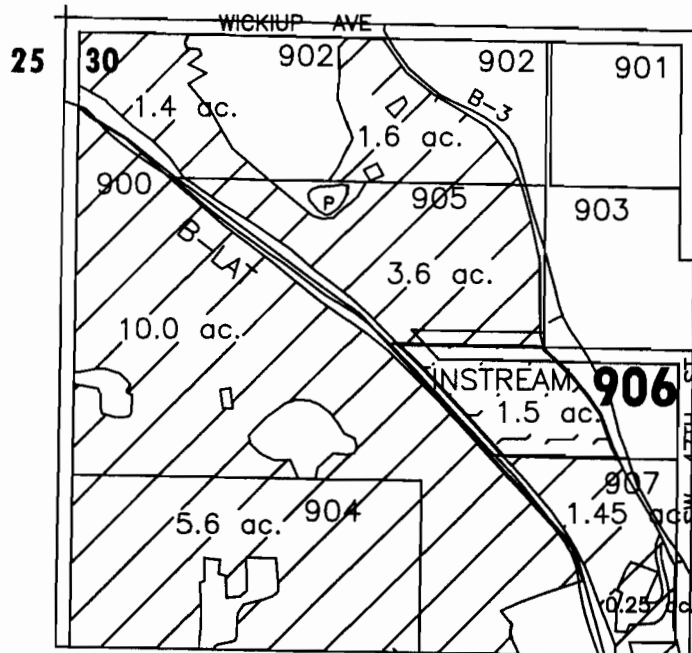 WICKIUP AVE
25 30 902 902 901
1.4 ac. B-3
1.6 ac.
900 905 903
P
B-LAT
3.6 ac.
10.0 ac.
INSTREAM 906
1.5 ac.
907
904
5.6 ac. 1.45 ac.
0.25 ac.